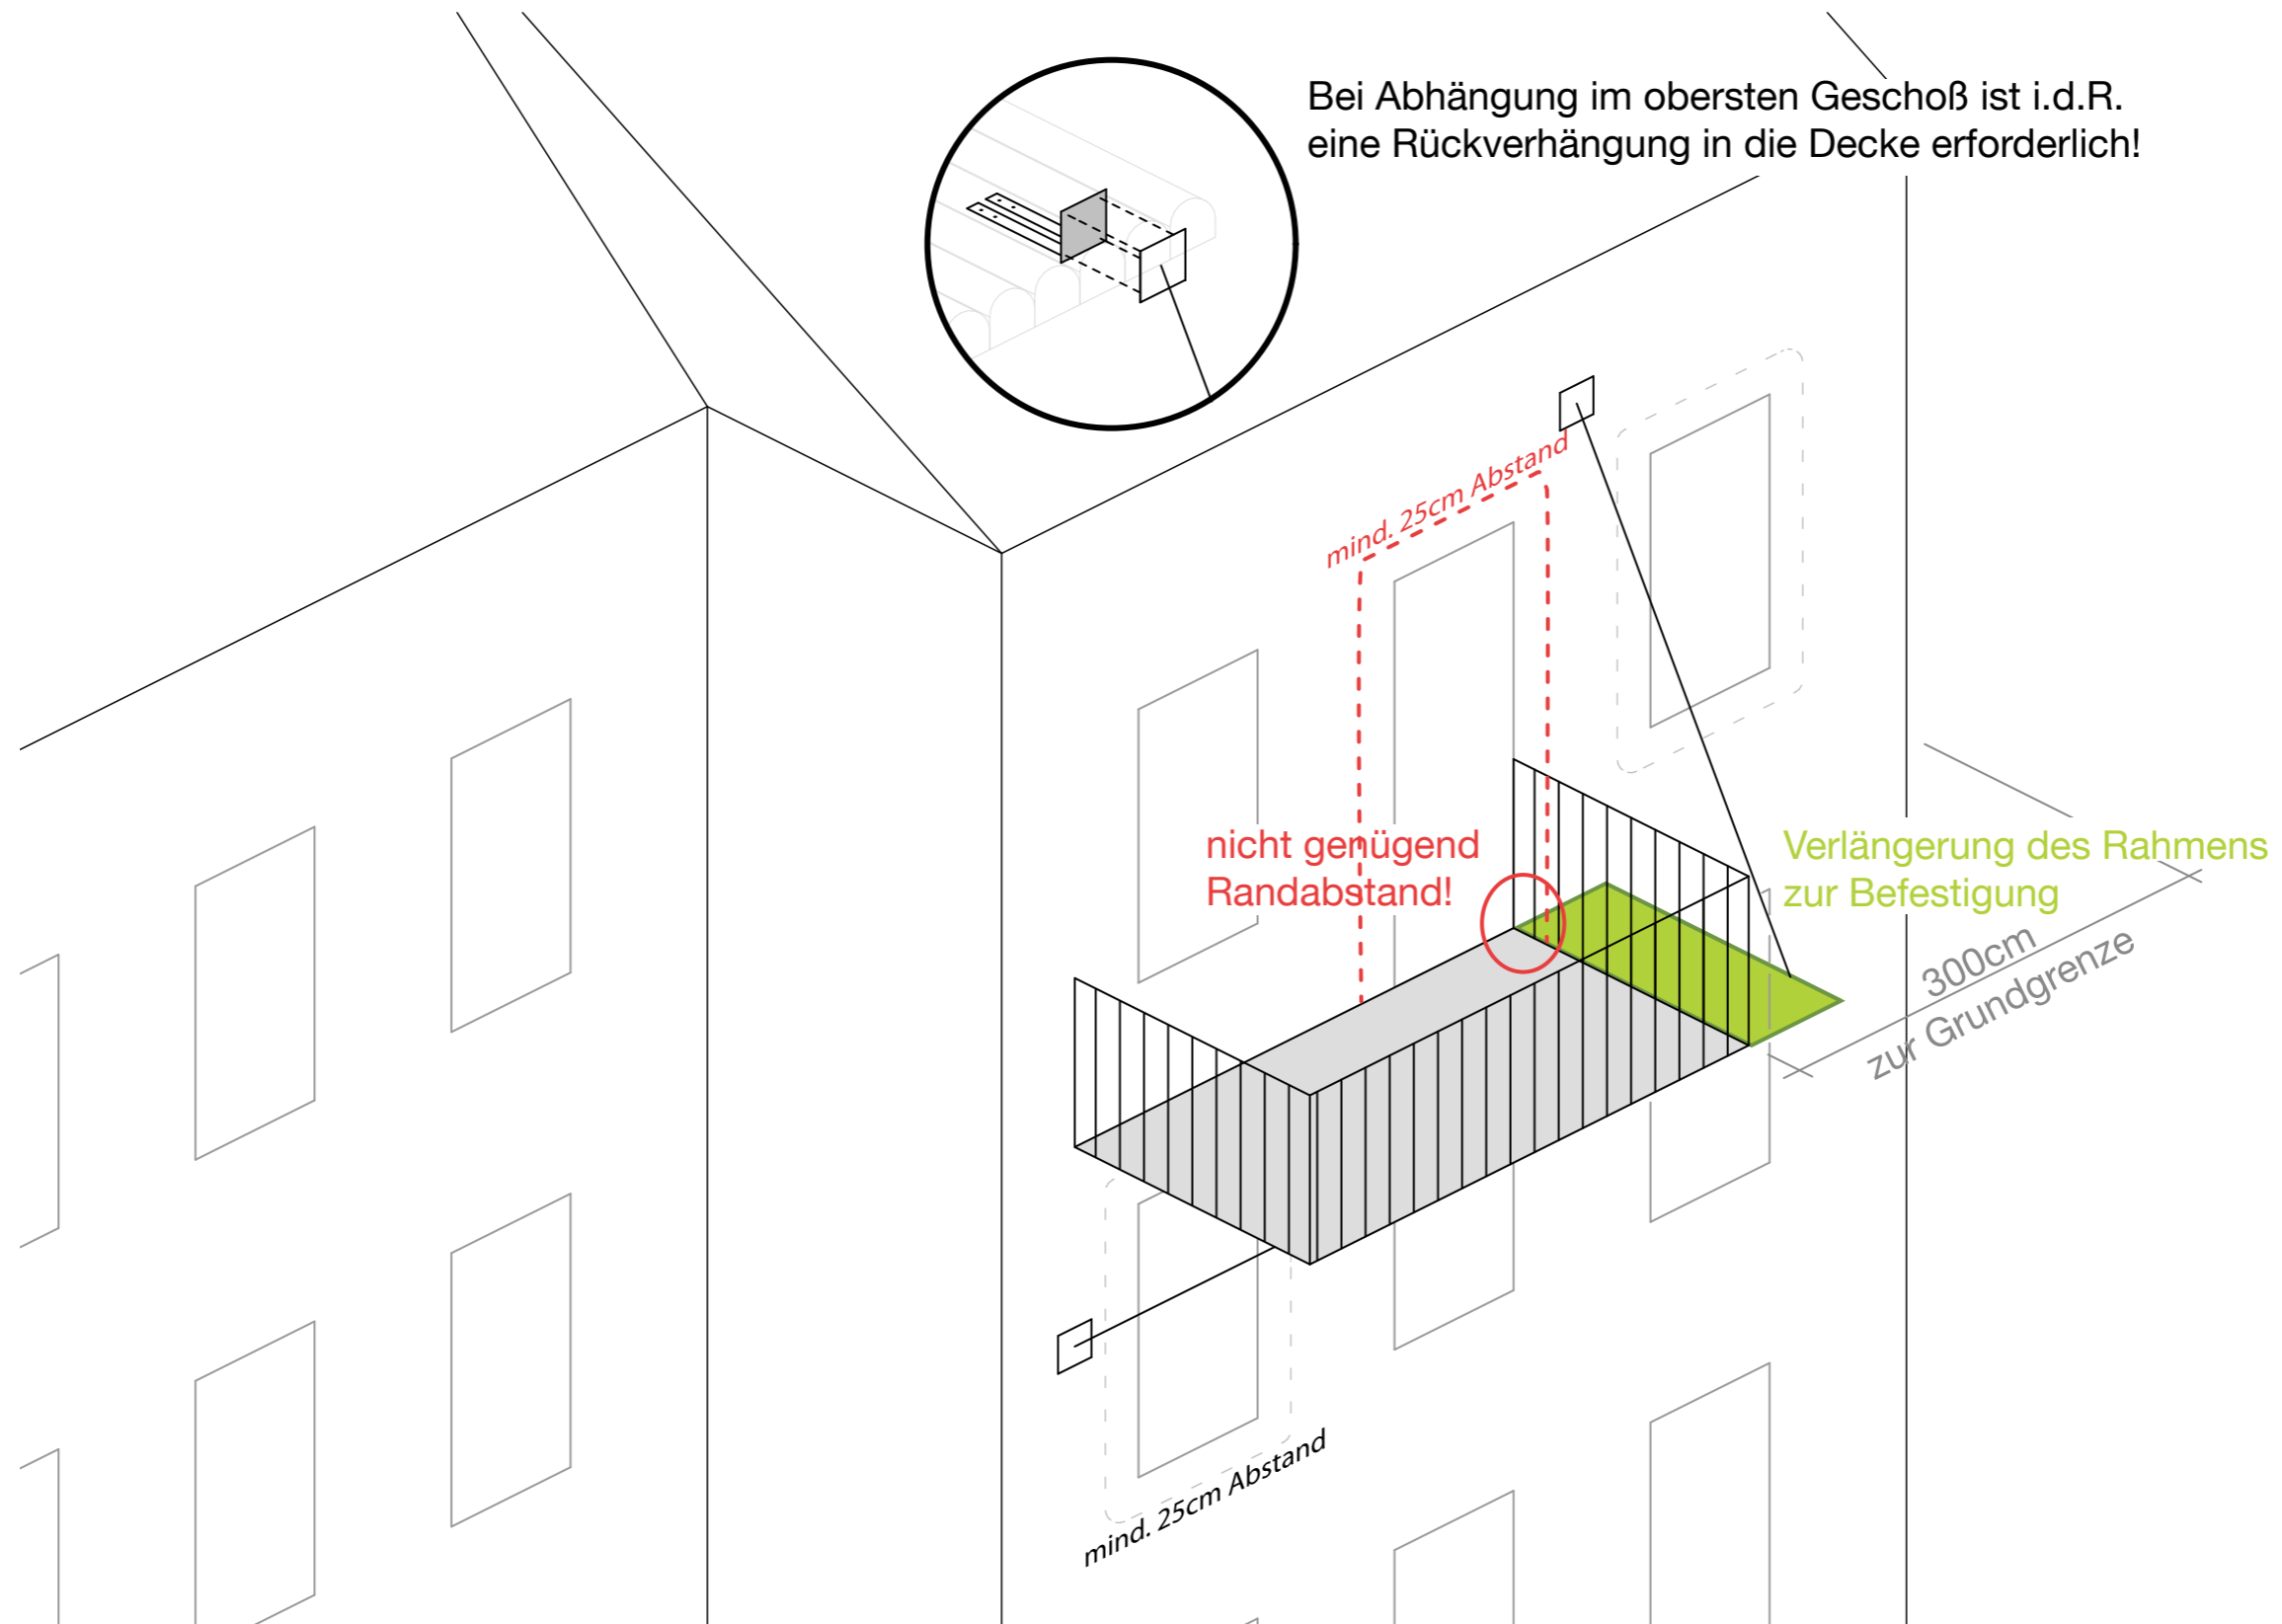 Bei Abhängung im obersten Geschoß ist i.d.R.
eine Rückverhängung in die Decke erforderlich!
mind. 25cm Abstand
nicht genügend
Randabstand!
Verlängerung des Rahmens
zur Befestigung
300cm
zur Grundgrenze
mind. 25cm Abstand